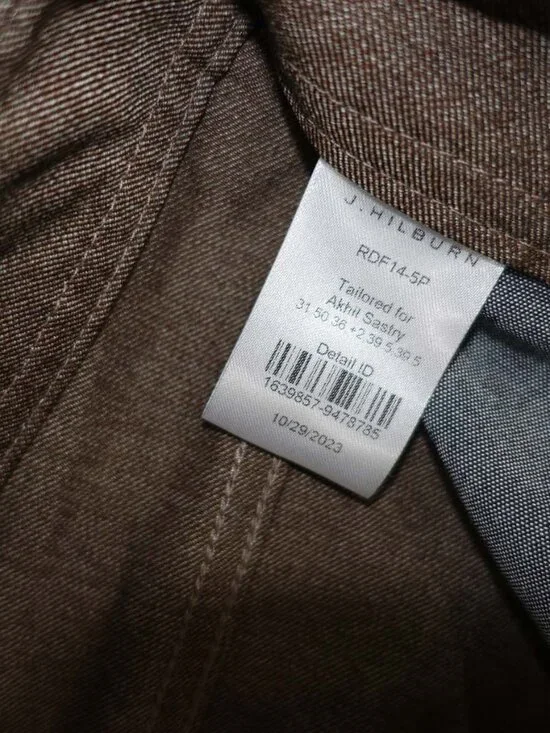 J.HILBURN
RDF14-5P
Tailored for
Akhil Sastry
31 50 36 +2 39.5 39.5
Detail ID
1639857-9478785
10/29/2023